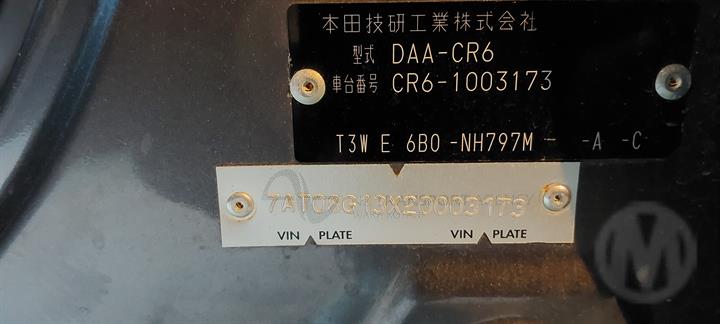 本田技研工業株式会社
型式 DAA-CR6
車台番号 CR6-1003173
T3W E 6B0 -NH797M - -A -C
VIN PLATE VIN PLATE
M